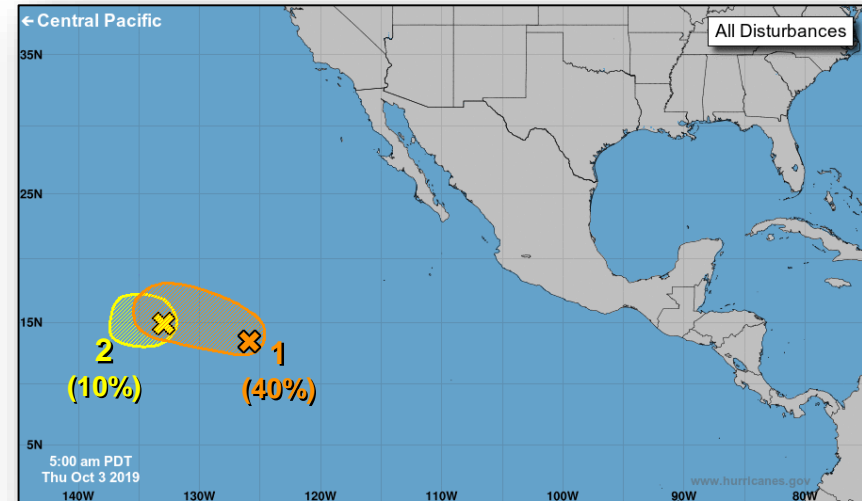 ← Central Pacific
All Disturbances
35N
25N
15N
5N
2
(10%)
1
(40%)
5:00 am PDT
Thu Oct 3 2019
www.hurricanes.gov
140W
130W
120W
110W
100W
90W
80W